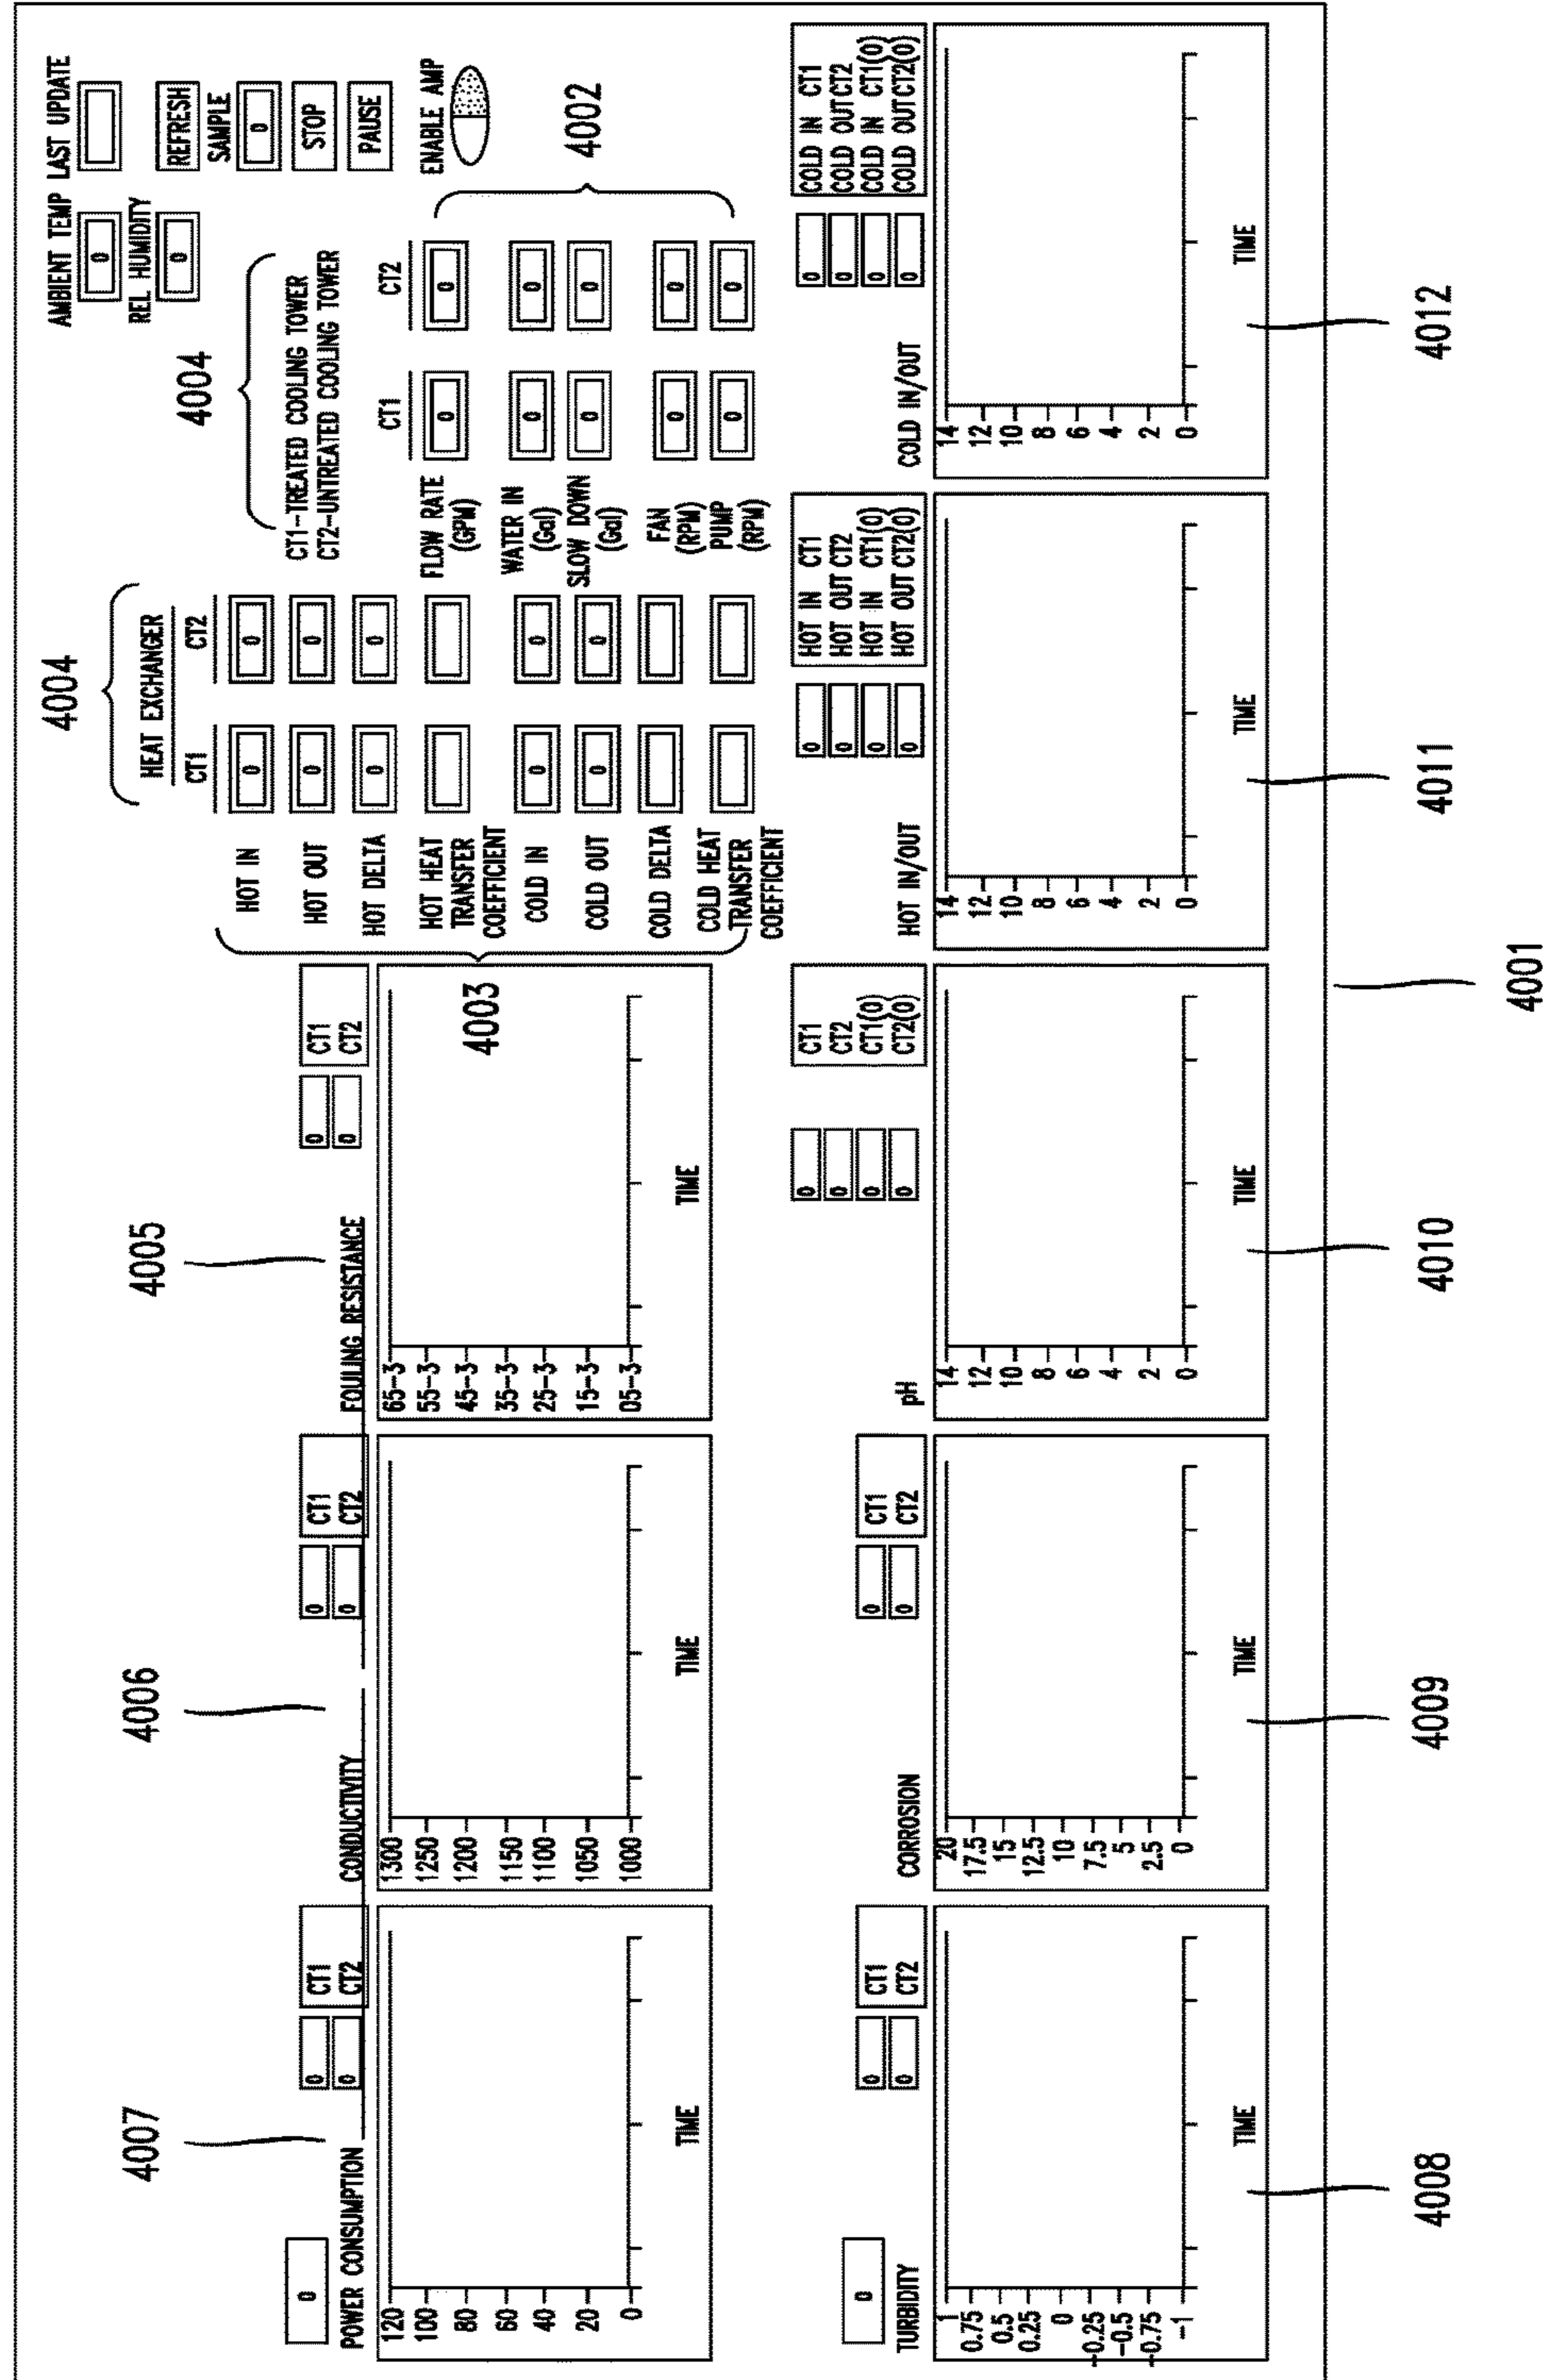 4007
4006
4005
4003
4004
4004
4002
0
POWER CONSUMPTION
0
0
CT1
CT2
120
100
80
60
40
20
0
TIME
CONDUCTIVITY
0
0
CT1
CT2
1300
1250
1200
1150
1100
1050
1000
TIME
FOULING RESISTANCE
0
0
CT1
CT2
65-3
55-3
45-3
35-3
25-3
15-3
05-3
TIME
HEAT EXCHANGER
CT1 CT2
HOT IN 0 0
HOT OUT 0 0
HOT DELTA 0 0
HOT HEAT
TRANSFER
COEFFICIENT
COLD IN 0 0
COLD OUT 0 0
COLD DELTA
COLD HEAT
TRANSFER
COEFFICIENT
AMBIENT TEMP LAST UPDATE
0
REL HUMIDITY
0
REFRESH
SAMPLE
0
STOP
PAUSE
ENABLE AMP
CT1-TREATED COOLING TOWER
CT2-UNTREATED COOLING TOWER
CT1 CT2
FLOW RATE
(GPM)
0 0
WATER IN
(Gal)
0 0
SLOW DOWN
(Gal)
0 0
FAN
(RPM)
0 0
PUMP
(RPM)
0 0
0
TURBIDITY
0
0
CT1
CT2
1
0.75
0.5
0.25
0
-0.25
-0.5
-0.75
-1
TIME
CORROSION
0
0
CT1
CT2
20
17.5
15
12.5
10
7.5
5
2.5
0
TIME
pH
0
0
0
0
CT1
CT2
CT1(0)
CT2(0)
14
12
10
8
6
4
2
0
TIME
HOT IN/OUT
0
0
0
0
HOT IN CT1
HOT OUT CT2
HOT IN CT1(0)
HOT OUT CT2(0)
14
12
10
8
6
4
2
0
TIME
COLD IN/OUT
0
0
0
0
COLD IN CT1
COLD OUT CT2
COLD IN CT1(0)
COLD OUT CT2(0)
14
12
10
8
6
4
2
0
TIME
4008
4009
4010
4001
4011
4012